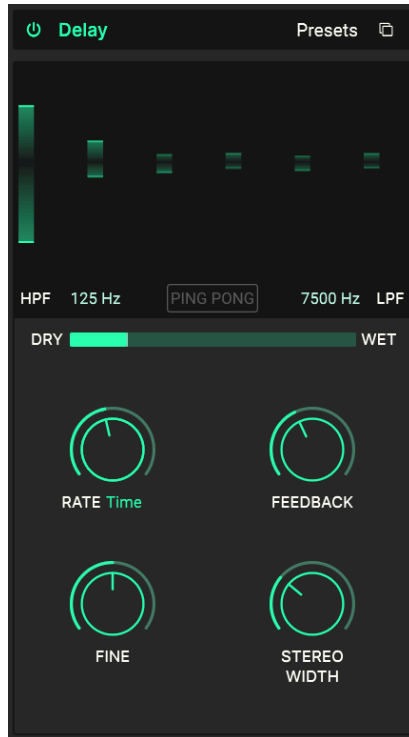 Delay Presets
HPF 125 Hz PING PONG 7500 Hz LPF
DRY WET
RATE Time FEEDBACK
FINE STEREO
WIDTH